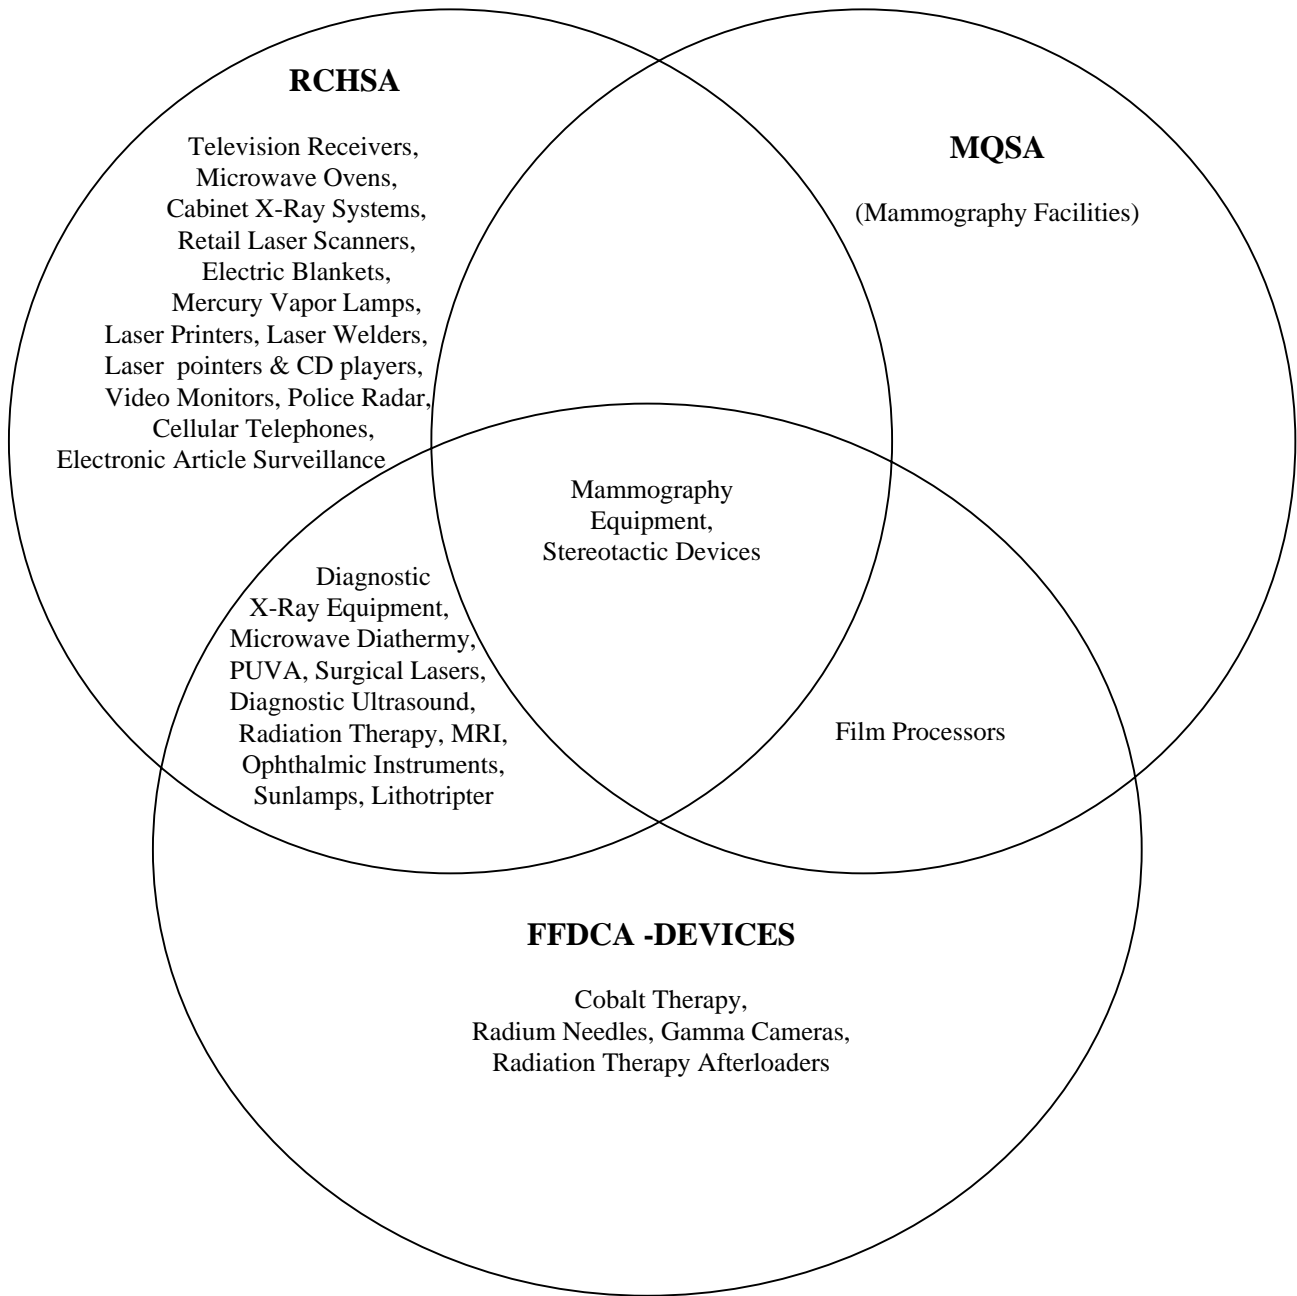 RCHSA
Television Receivers,
Microwave Ovens,
Cabinet X-Ray Systems,
Retail Laser Scanners,
Electric Blankets,
Mercury Vapor Lamps,
Laser Printers, Laser Welders,
Laser pointers & CD players,
Video Monitors, Police Radar,
Cellular Telephones,
Electronic Article Surveillance
MQSA
(Mammography Facilities)
Mammography
Equipment,
Stereotactic Devices
Diagnostic
X-Ray Equipment,
Microwave Diathermy,
PUVA, Surgical Lasers,
Diagnostic Ultrasound,
Radiation Therapy, MRI,
Ophthalmic Instruments,
Sunlamps, Lithotripter
Film Processors
FFDCA -DEVICES
Cobalt Therapy,
Radium Needles, Gamma Cameras,
Radiation Therapy Afterloaders